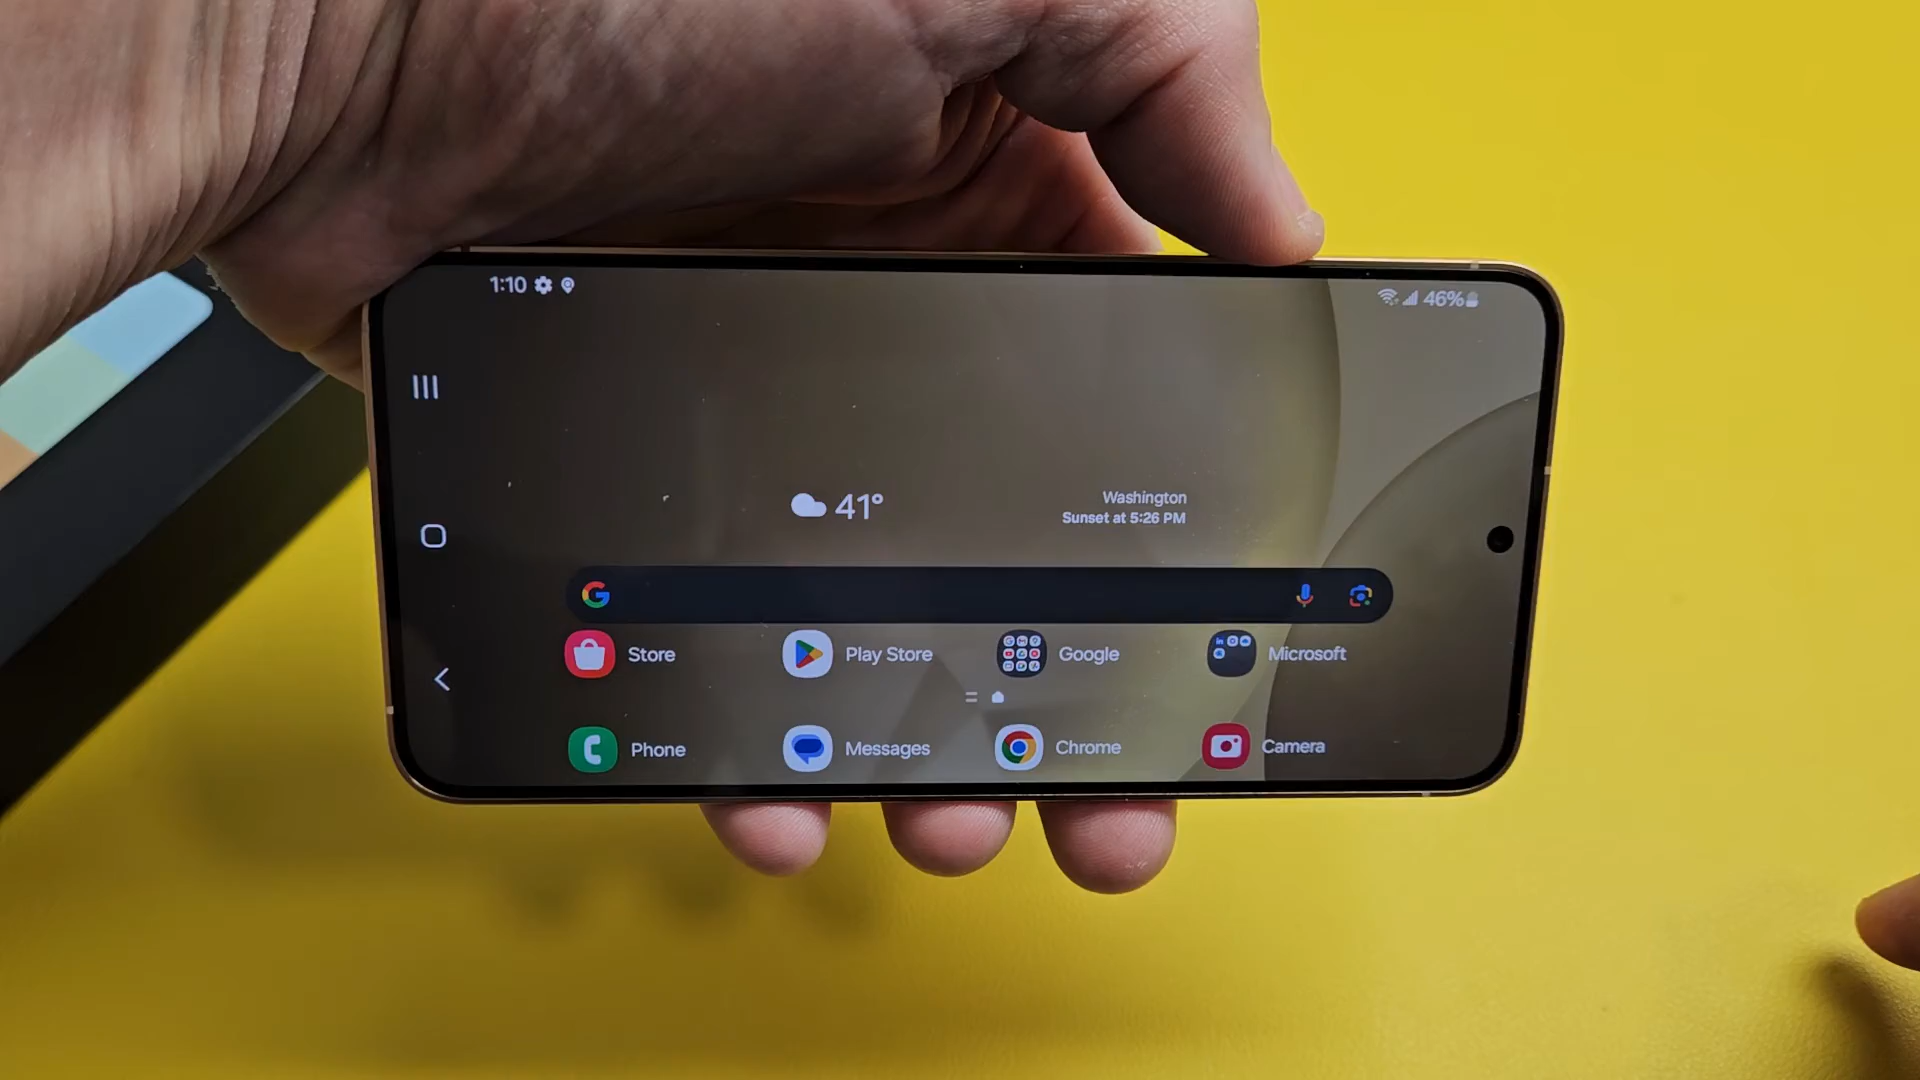 1:10
46%
41°
Washington
Sunset at 5:26 PM
G
Store
Play Store
Google
Microsoft
Phone
Messages
Chrome
Camera